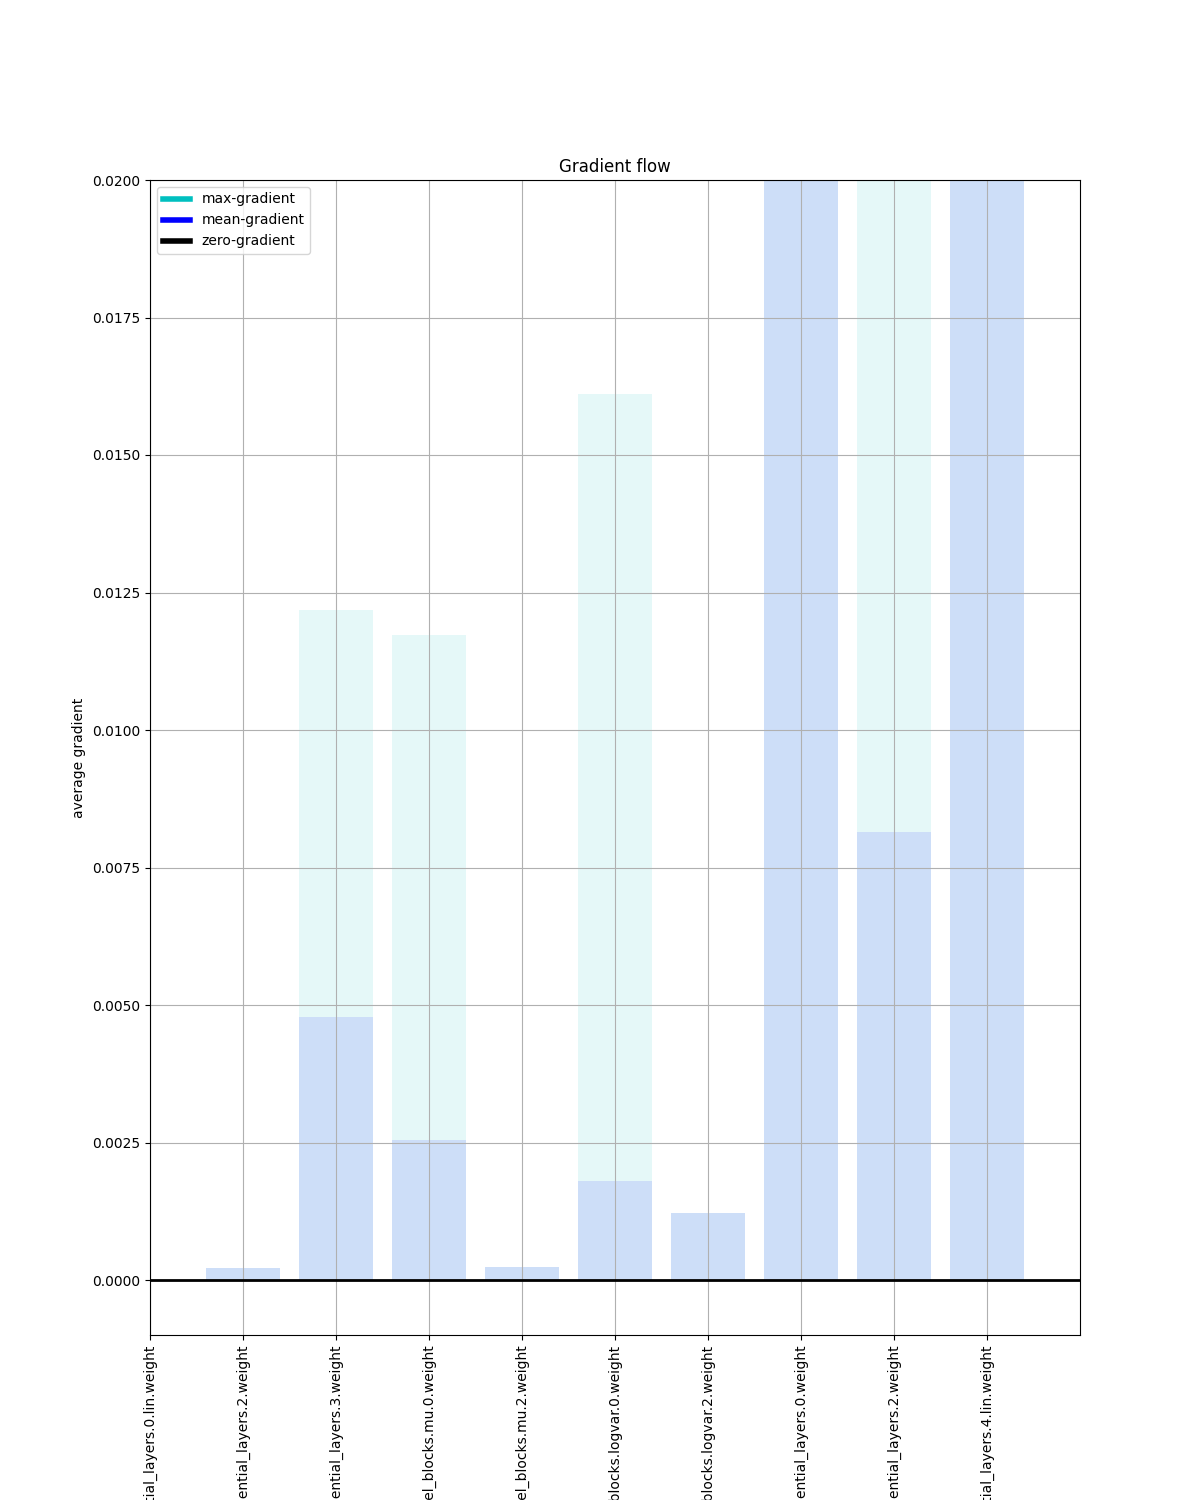 Gradient flow
max-gradient
mean-gradient
zero-gradient
0.0200
0.0175
0.0150
0.0125
0.0100
0.0075
0.0050
0.0025
0.0000
average gradient
tial_layers.0.lin.weight
ential_layers.2.weight
ential_layers.3.weight
el_blocks.mu.0.weight
el_blocks.mu.2.weight
blocks.logvar.0.weight
blocks.logvar.2.weight
ential_layers.0.weight
ential_layers.2.weight
tial_layers.4.lin.weight